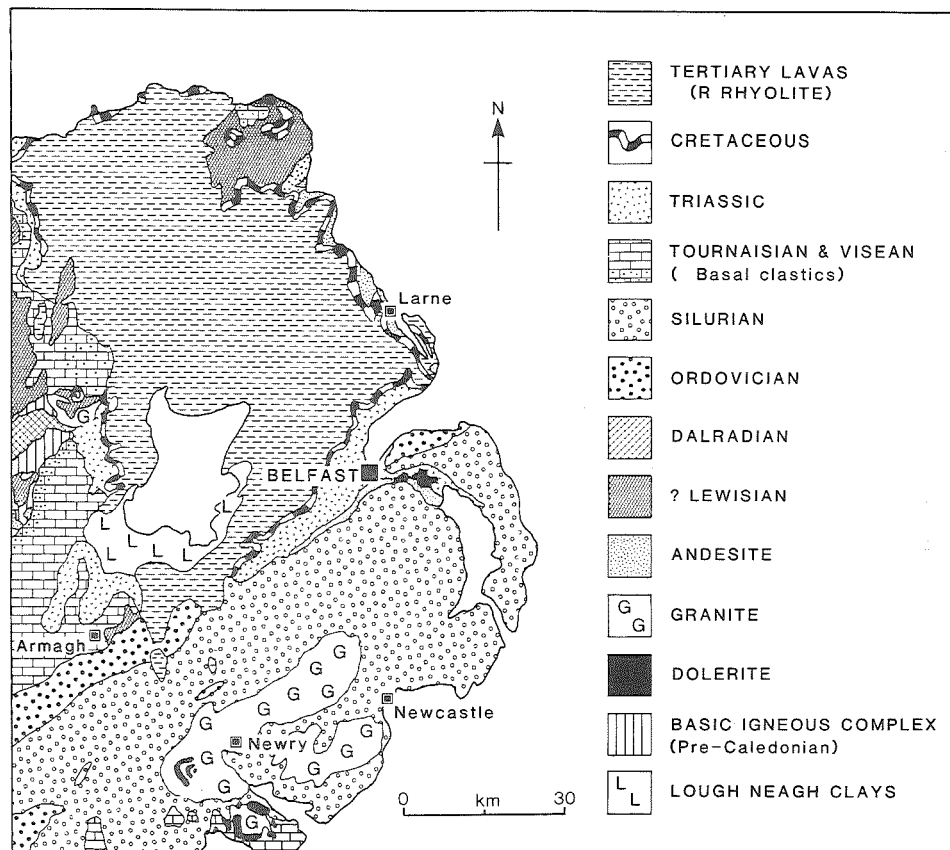 N
Larne
BELFAST
Armagh
Newcastle
Newry
G
L
L
L
L
L
L
G
G
G
G
G
G
G
G
G
G
G
G
G
0 km 30
TERTIARY LAVAS
(R RHYOLITE)
CRETACEOUS
TRIASSIC
TOURNAISIAN & VISEAN
( Basal clastics)
SILURIAN
ORDOVICIAN
DALRADIAN
? LEWISIAN
ANDESITE
G
G
GRANITE
DOLERITE
BASIC IGNEOUS COMPLEX
(Pre-Caledonian)
L
L
LOUGH NEAGH CLAYS